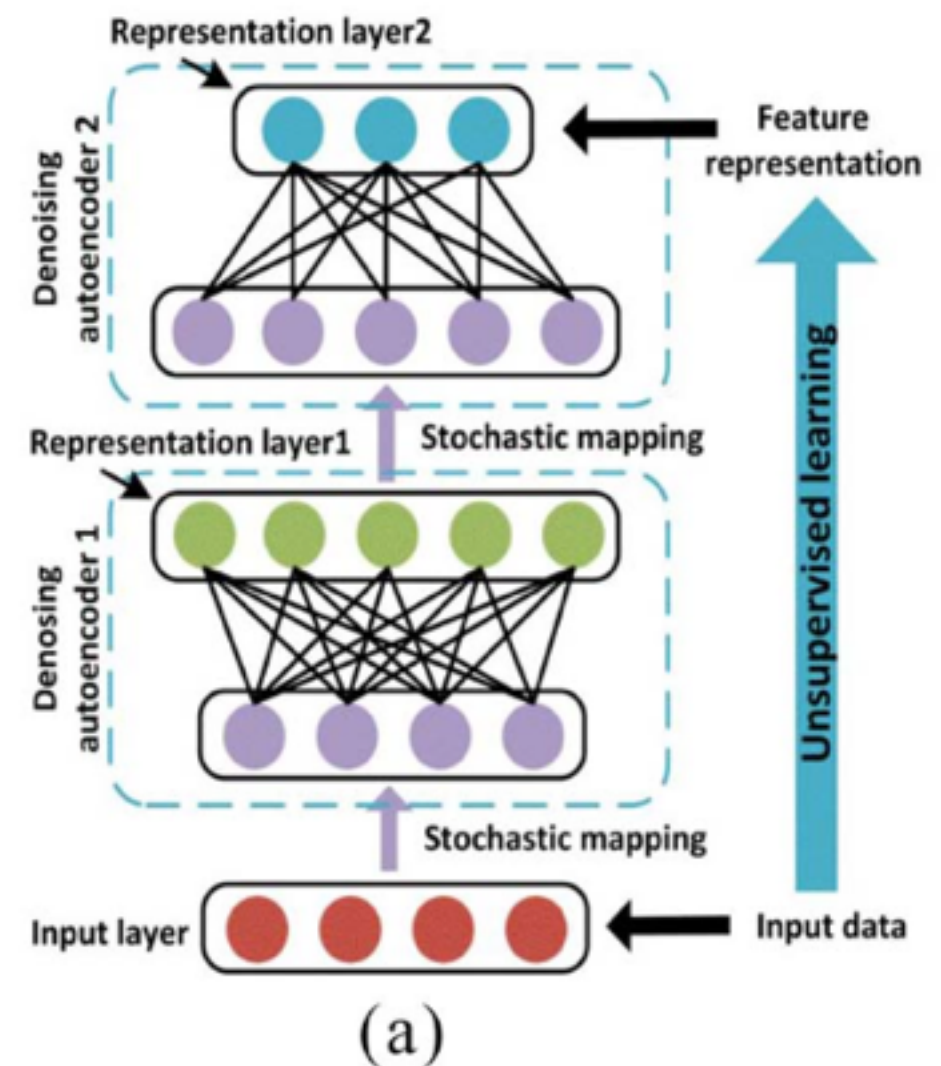 Representation layer2
Denoising
autoencoder 2
Feature
representation
Stochastic mapping
Representation layer1
Denosing
autoencoder 1
Unsupervised learning
Stochastic mapping
Input layer
Input data
(a)